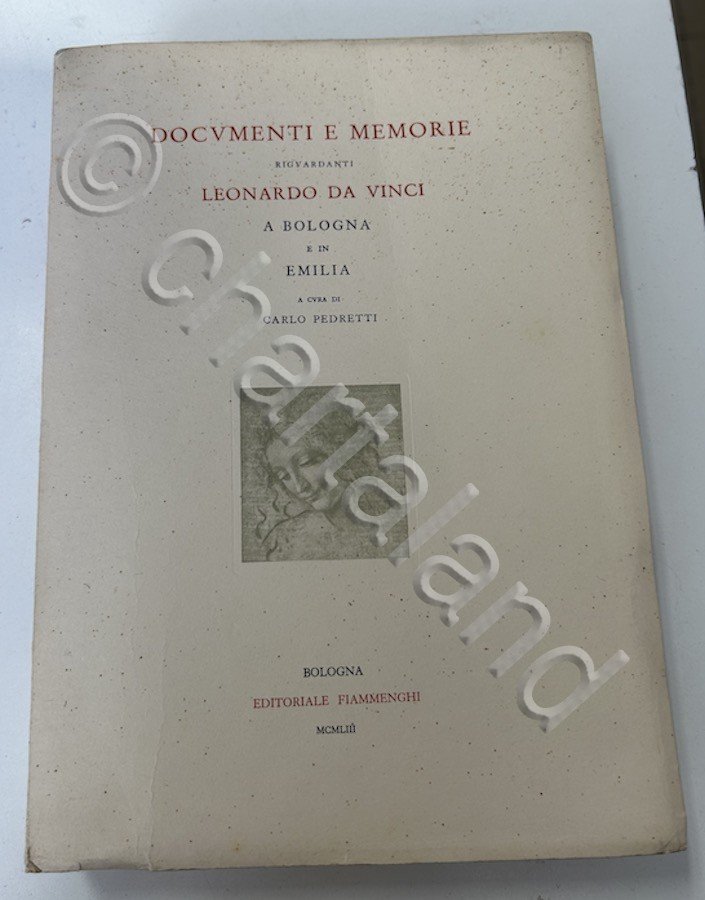 DOCVMENTI E MEMORIE
RIGVARDANTI
LEONARDO DA VINCI
A BOLOGNA
E IN
EMILIA
A CVRA DI
CARLO PEDRETTI
BOLOGNA
EDITORIALE FIAMMENGHI
MCMLIII
© Chartaland